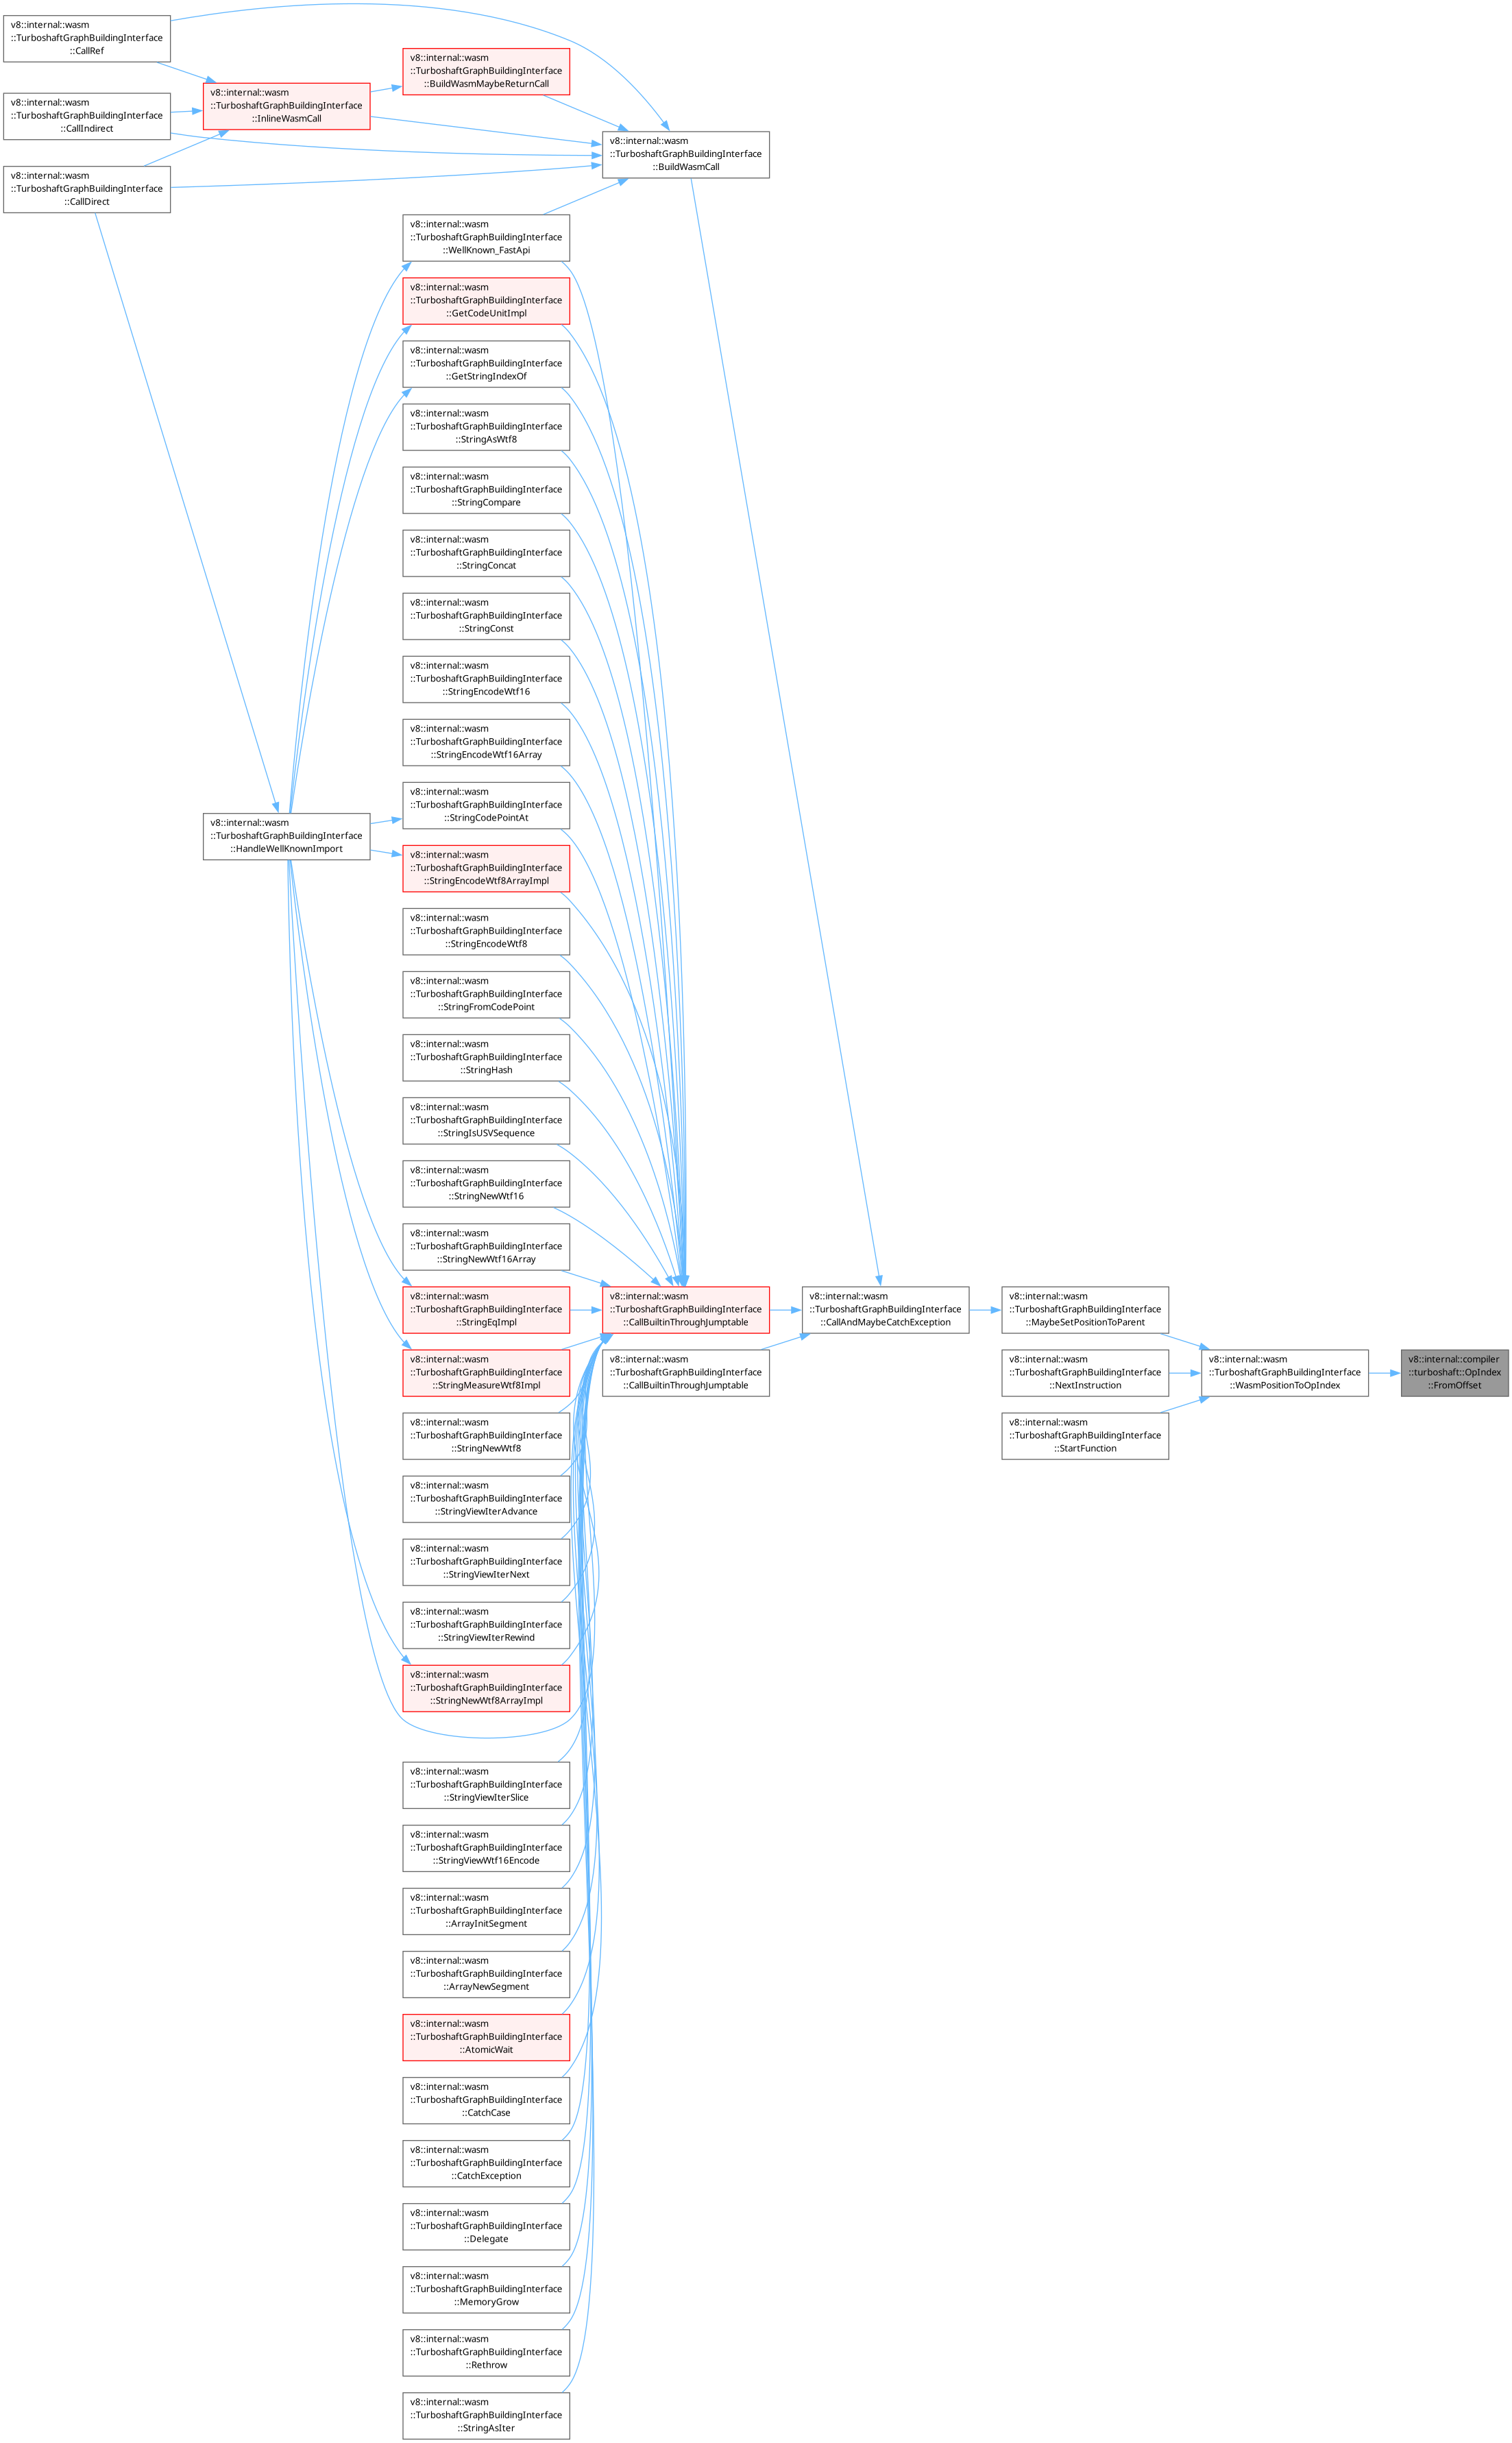 v8::internal::wasm
::TurboshaftGraphBuildingInterface
::CallRef
v8::internal::wasm
::TurboshaftGraphBuildingInterface
::CallIndirect
v8::internal::wasm
::TurboshaftGraphBuildingInterface
::CallDirect
v8::internal::wasm
::TurboshaftGraphBuildingInterface
::InlineWasmCall
v8::internal::wasm
::TurboshaftGraphBuildingInterface
::HandleWellKnownImport
v8::internal::wasm
::TurboshaftGraphBuildingInterface
::BuildWasmMaybeReturnCall
v8::internal::wasm
::TurboshaftGraphBuildingInterface
::WellKnown_FastApi
v8::internal::wasm
::TurboshaftGraphBuildingInterface
::GetCodeUnitImpl
v8::internal::wasm
::TurboshaftGraphBuildingInterface
::GetStringIndexOf
v8::internal::wasm
::TurboshaftGraphBuildingInterface
::StringAsWtf8
v8::internal::wasm
::TurboshaftGraphBuildingInterface
::StringCompare
v8::internal::wasm
::TurboshaftGraphBuildingInterface
::StringConcat
v8::internal::wasm
::TurboshaftGraphBuildingInterface
::StringConst
v8::internal::wasm
::TurboshaftGraphBuildingInterface
::StringEncodeWtf16
v8::internal::wasm
::TurboshaftGraphBuildingInterface
::StringEncodeWtf16Array
v8::internal::wasm
::TurboshaftGraphBuildingInterface
::StringCodePointAt
v8::internal::wasm
::TurboshaftGraphBuildingInterface
::StringEncodeWtf8ArrayImpl
v8::internal::wasm
::TurboshaftGraphBuildingInterface
::StringEncodeWtf8
v8::internal::wasm
::TurboshaftGraphBuildingInterface
::StringFromCodePoint
v8::internal::wasm
::TurboshaftGraphBuildingInterface
::StringHash
v8::internal::wasm
::TurboshaftGraphBuildingInterface
::StringIsUSVSequence
v8::internal::wasm
::TurboshaftGraphBuildingInterface
::StringNewWtf16
v8::internal::wasm
::TurboshaftGraphBuildingInterface
::StringNewWtf16Array
v8::internal::wasm
::TurboshaftGraphBuildingInterface
::StringEqImpl
v8::internal::wasm
::TurboshaftGraphBuildingInterface
::StringMeasureWtf8Impl
v8::internal::wasm
::TurboshaftGraphBuildingInterface
::StringNewWtf8
v8::internal::wasm
::TurboshaftGraphBuildingInterface
::StringViewIterAdvance
v8::internal::wasm
::TurboshaftGraphBuildingInterface
::StringViewIterNext
v8::internal::wasm
::TurboshaftGraphBuildingInterface
::StringViewIterRewind
v8::internal::wasm
::TurboshaftGraphBuildingInterface
::StringNewWtf8ArrayImpl
v8::internal::wasm
::TurboshaftGraphBuildingInterface
::StringViewIterSlice
v8::internal::wasm
::TurboshaftGraphBuildingInterface
::StringViewWtf16Encode
v8::internal::wasm
::TurboshaftGraphBuildingInterface
::ArrayInitSegment
v8::internal::wasm
::TurboshaftGraphBuildingInterface
::ArrayNewSegment
v8::internal::wasm
::TurboshaftGraphBuildingInterface
::AtomicWait
v8::internal::wasm
::TurboshaftGraphBuildingInterface
::CatchCase
v8::internal::wasm
::TurboshaftGraphBuildingInterface
::CatchException
v8::internal::wasm
::TurboshaftGraphBuildingInterface
::Delegate
v8::internal::wasm
::TurboshaftGraphBuildingInterface
::MemoryGrow
v8::internal::wasm
::TurboshaftGraphBuildingInterface
::Rethrow
v8::internal::wasm
::TurboshaftGraphBuildingInterface
::StringAsIter
v8::internal::wasm
::TurboshaftGraphBuildingInterface
::BuildWasmCall
v8::internal::wasm
::TurboshaftGraphBuildingInterface
::CallBuiltinThroughJumptable
v8::internal::wasm
::TurboshaftGraphBuildingInterface
::CallBuiltinThroughJumptable
v8::internal::wasm
::TurboshaftGraphBuildingInterface
::CallAndMaybeCatchException
v8::internal::wasm
::TurboshaftGraphBuildingInterface
::MaybeSetPositionToParent
v8::internal::wasm
::TurboshaftGraphBuildingInterface
::NextInstruction
v8::internal::wasm
::TurboshaftGraphBuildingInterface
::StartFunction
v8::internal::wasm
::TurboshaftGraphBuildingInterface
::WasmPositionToOpIndex
v8::internal::compiler
::turboshaft::OpIndex
::FromOffset